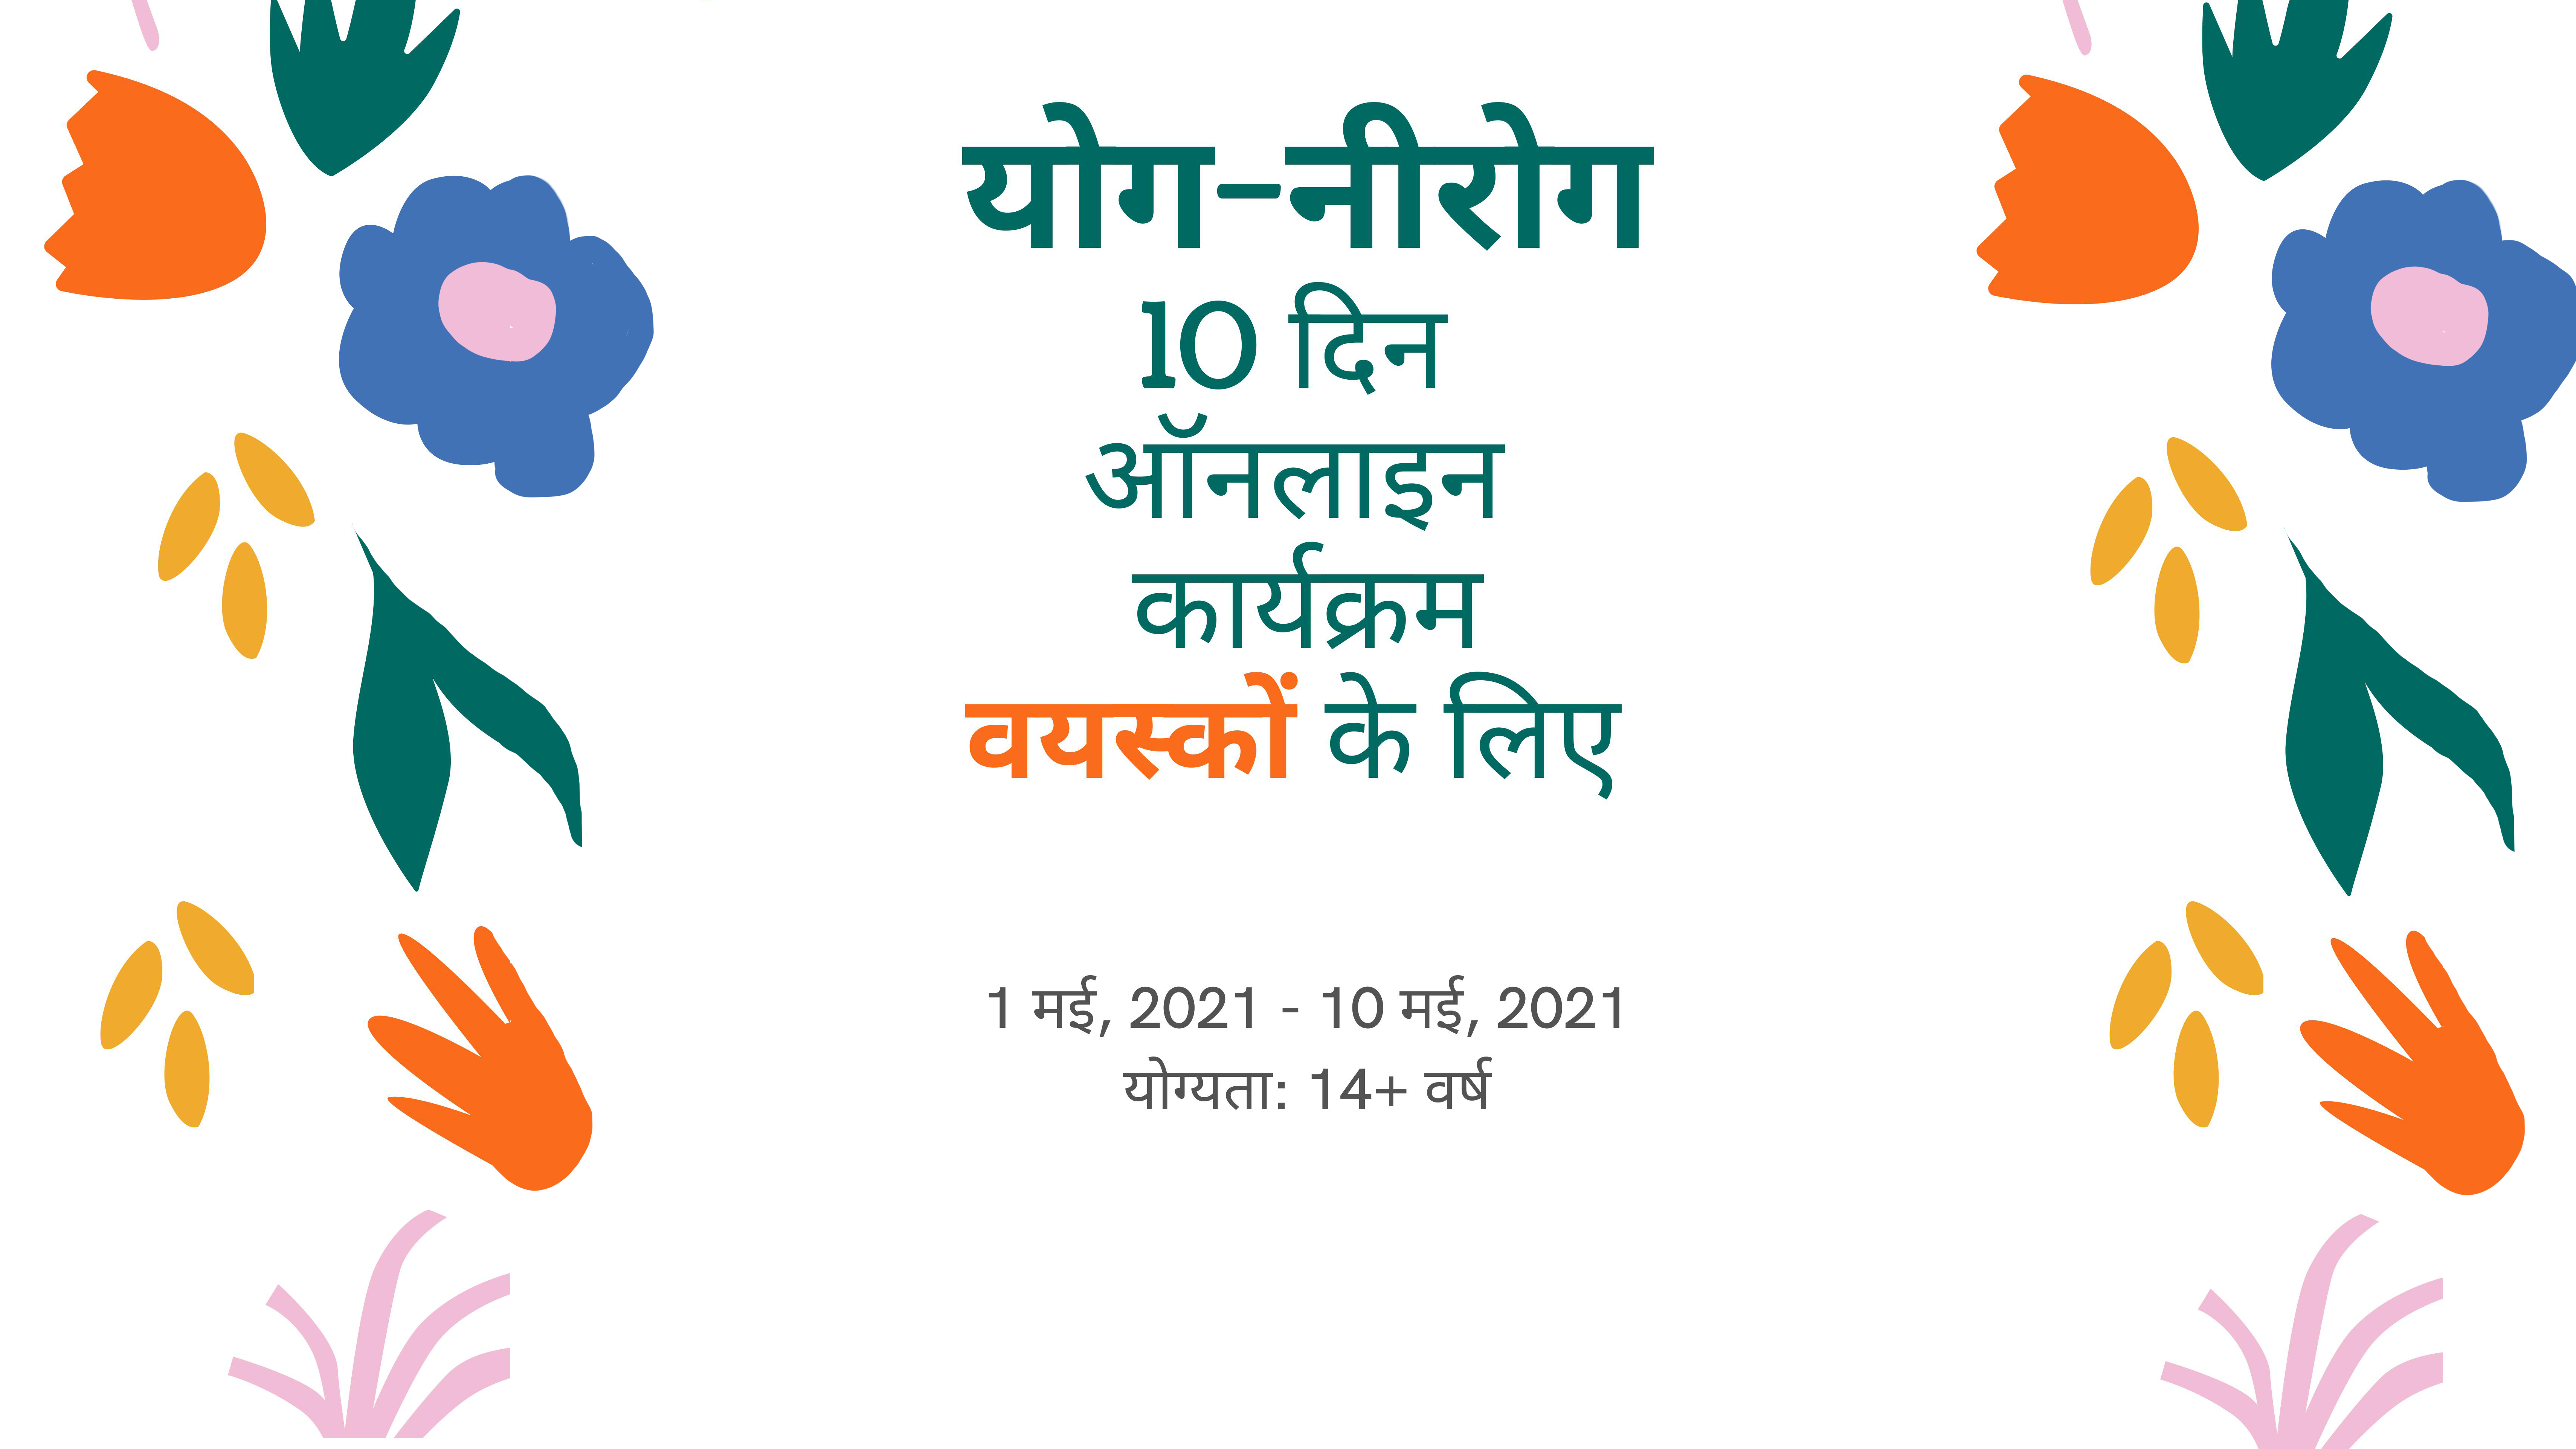 योग-नीरोग
10 दिन
ऑनलाइन
कार्यक्रम
वयस्कों के लिए
1 मई, 2021 - 10 मई, 2021
योग्यता: 14+ वर्ष